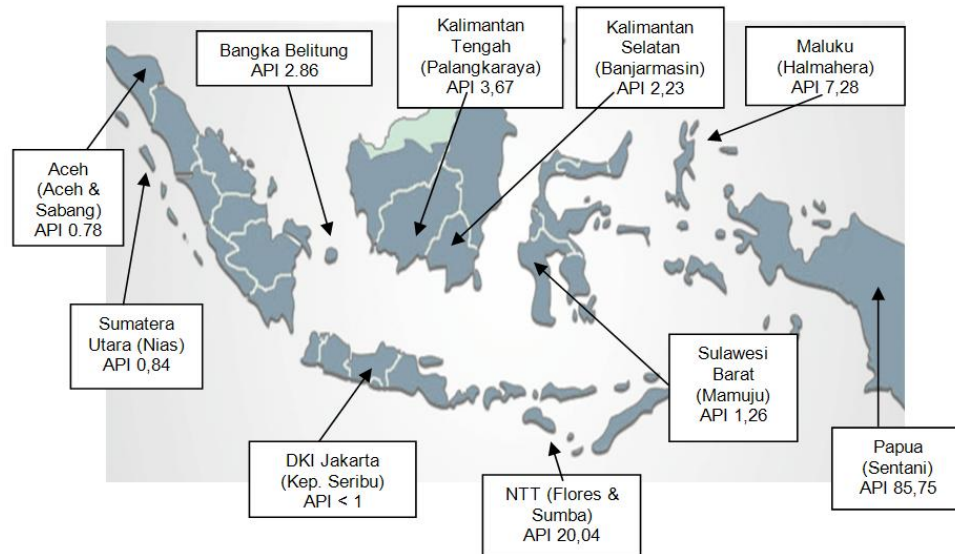 Bangka Belitung
API 2.86
Kalimantan
Tengah
(Palangkaraya)
API 3,67
Kalimantan
Selatan
(Banjarmasin)
API 2,23
Maluku
(Halmahera)
API 7,28
Aceh
(Aceh &
Sabang)
API 0.78
Sumatera
Utara (Nias)
API 0,84
DKI Jakarta
(Kep. Seribu)
API < 1
NTT (Flores &
Sumba)
API 20,04
Sulawesi
Barat
(Mamuju)
API 1,26
Papua
(Sentani)
API 85,75